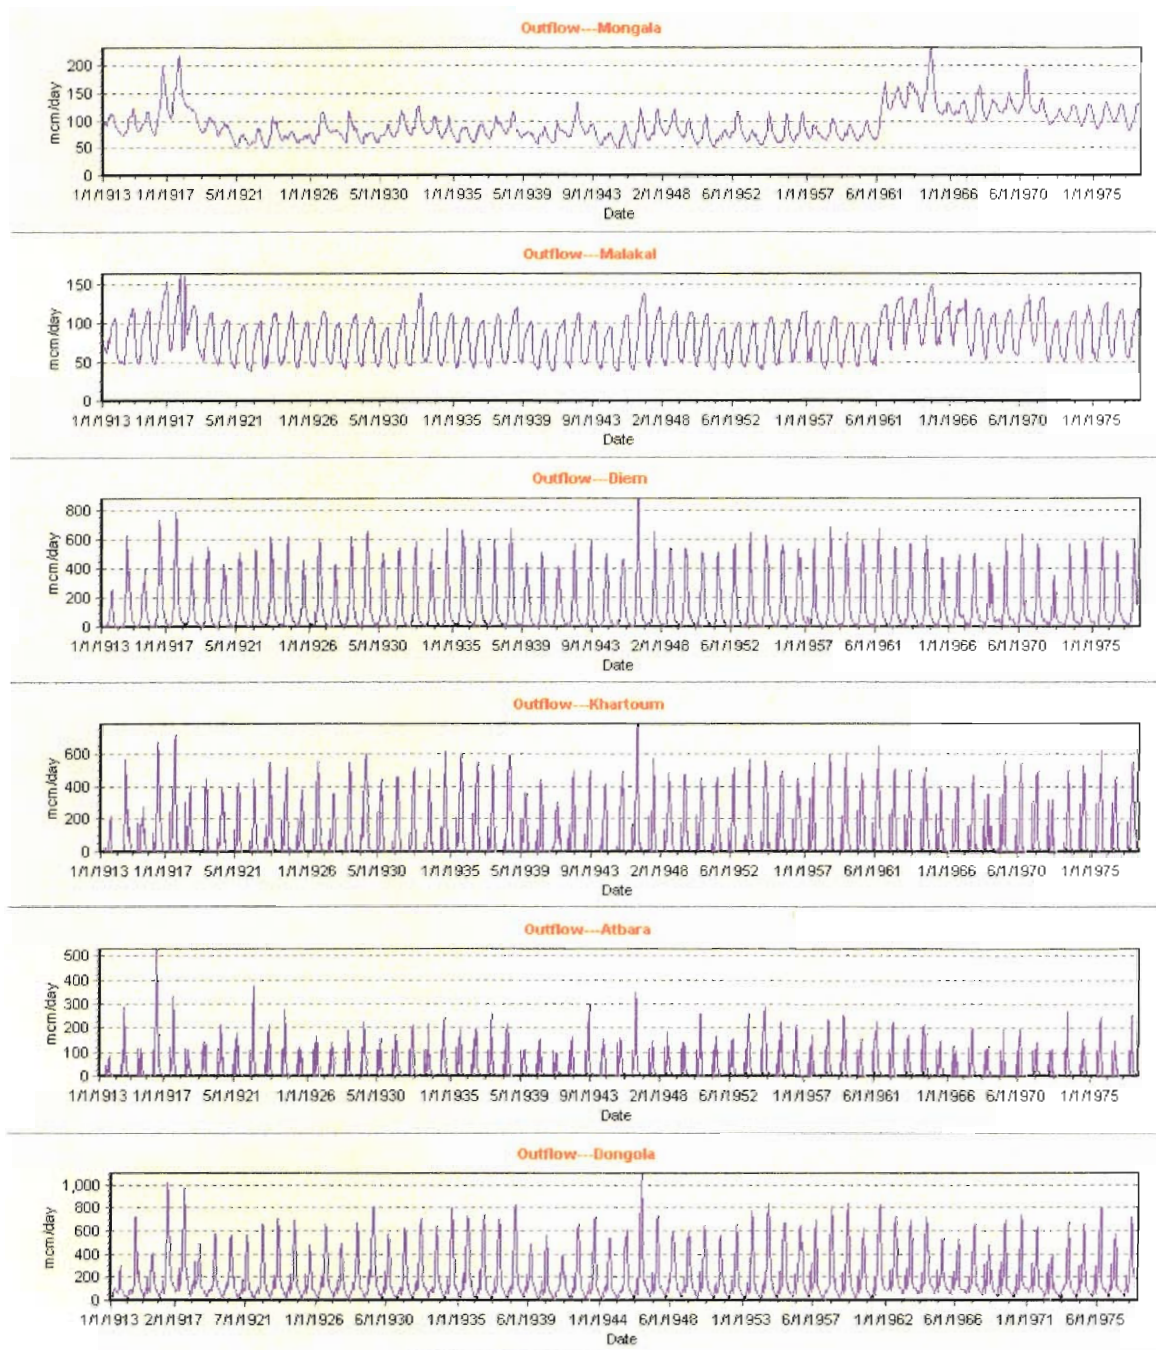 Outflow---Mongala
mcm/day
200
150
100
50
0
1/1/1913 1/1/1917 5/1/1921 1/1/1926 5/1/1930 1/1/1935 5/1/1939 9/1/1943 2/1/1948 6/1/1952 1/1/1957 6/1/1961 1/1/1966 6/1/1970 1/1/1975
Date
Outflow---Malakal
mcm/day
150
100
50
0
1/1/1913 1/1/1917 5/1/1921 1/1/1926 5/1/1930 1/1/1935 5/1/1939 9/1/1943 2/1/1948 6/1/1952 1/1/1957 6/1/1961 1/1/1966 6/1/1970 1/1/1975
Date
Outflow---Diem
mcm/day
800
600
400
200
0
1/1/1913 1/1/1917 5/1/1921 1/1/1926 5/1/1930 1/1/1935 5/1/1939 9/1/1943 2/1/1948 6/1/1952 1/1/1957 6/1/1961 1/1/1966 6/1/1970 1/1/1975
Date
Outflow---Khartoum
mcm/day
600
400
200
0
1/1/1913 1/1/1917 5/1/1921 1/1/1926 5/1/1930 1/1/1935 5/1/1939 9/1/1943 2/1/1948 6/1/1952 1/1/1957 6/1/1961 1/1/1966 6/1/1970 1/1/1975
Date
Outflow---Atbara
mcm/day
500
400
300
200
100
0
1/1/1913 1/1/1917 5/1/1921 1/1/1926 5/1/1930 1/1/1935 5/1/1939 9/1/1943 2/1/1948 6/1/1952 1/1/1957 6/1/1961 1/1/1966 6/1/1970 1/1/1975
Date
Outflow---Dongola
mcm/day
1,000
800
600
400
200
0
1/1/1913 2/1/1917 7/1/1921 1/1/1926 6/1/1930 1/1/1935 6/1/1939 1/1/1944 6/1/1948 1/1/1953 6/1/1957 1/1/1962 6/1/1966 1/1/1971 6/1/1975
Date